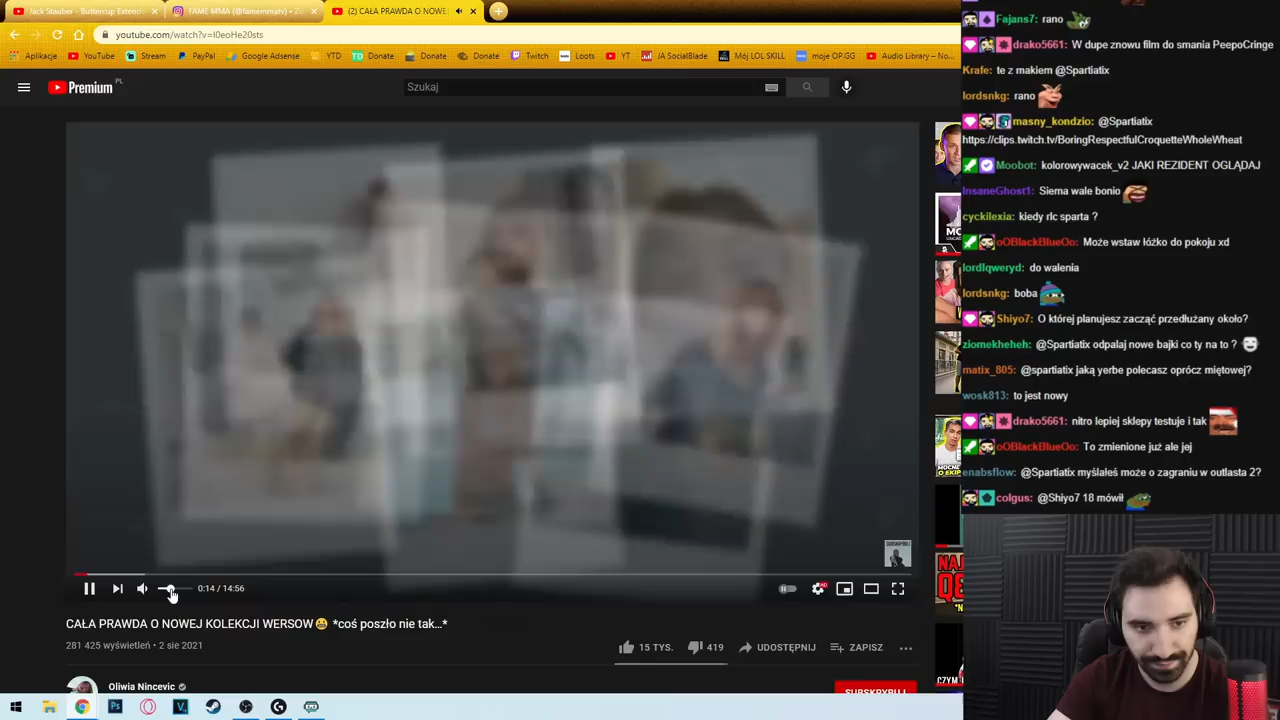 Jack Stauber - Buttercup Extend
FAME MMA (@famemmatv) • Z
(2) CAŁA PRAWDA O NOWEJ
youtube.com/watch?v=I0eoHe20sts
Aplikacje YouTube Stream PayPal Google Adsense YTD Donate Donate Donate Twitch Loots YT JASocialBlade Mój LOL SKILL moje OP.GG Audio Library – No...
Premium PL
Szukaj
0:14 / 14:56
CAŁA PRAWDA O NOWEJ KOLEKCJI WERSOW *coś poszło nie tak…*
281 425 wyświetleń • 2 sie 2021
15 TYS. 419 UDOSTĘPNIJ ZAPISZ
Oliwia Nincevic
SUBSKRYBUJ
Fajans7: rano
drako5661: W dupe znowu film do smania PeepoCringe
Krafe: te z makiem @Spartiatix
lordsnkg: rano
masny_kondzio: @Spartiatix
https://clips.twitch.tv/BoringRespectfulCroquetteWholeWheat
Moobot: kolorowywacek_v2 JAKI REZIDENT OGLĄDAJ
InsaneGhost1: Siema wale bonio
cyckilexia: kiedy rlc sparta ?
oOBlackBlueOo: Może wstaw łóżko do pokoju xd
lordlqweryd: do walenia
lordsnkg: boba
Shiyo7: O której planujesz zacząć przedłużany około?
ziomekheheh: @Spartiatix odpalaj nowe bajki co ty na to ?
matix_805: @spartiatix jaką yerbe polecasz oprócz miętowej?
wosk813: to jest nowy
drako5661: nitro lepiej sklepy testuje i tak
oOBlackBlueOo: To zmienione już ale jej
enabsflow: @Spartiatix myślałeś może o zagraniu w outlasta 2?
colgus: @Shiyo7 18 mówił